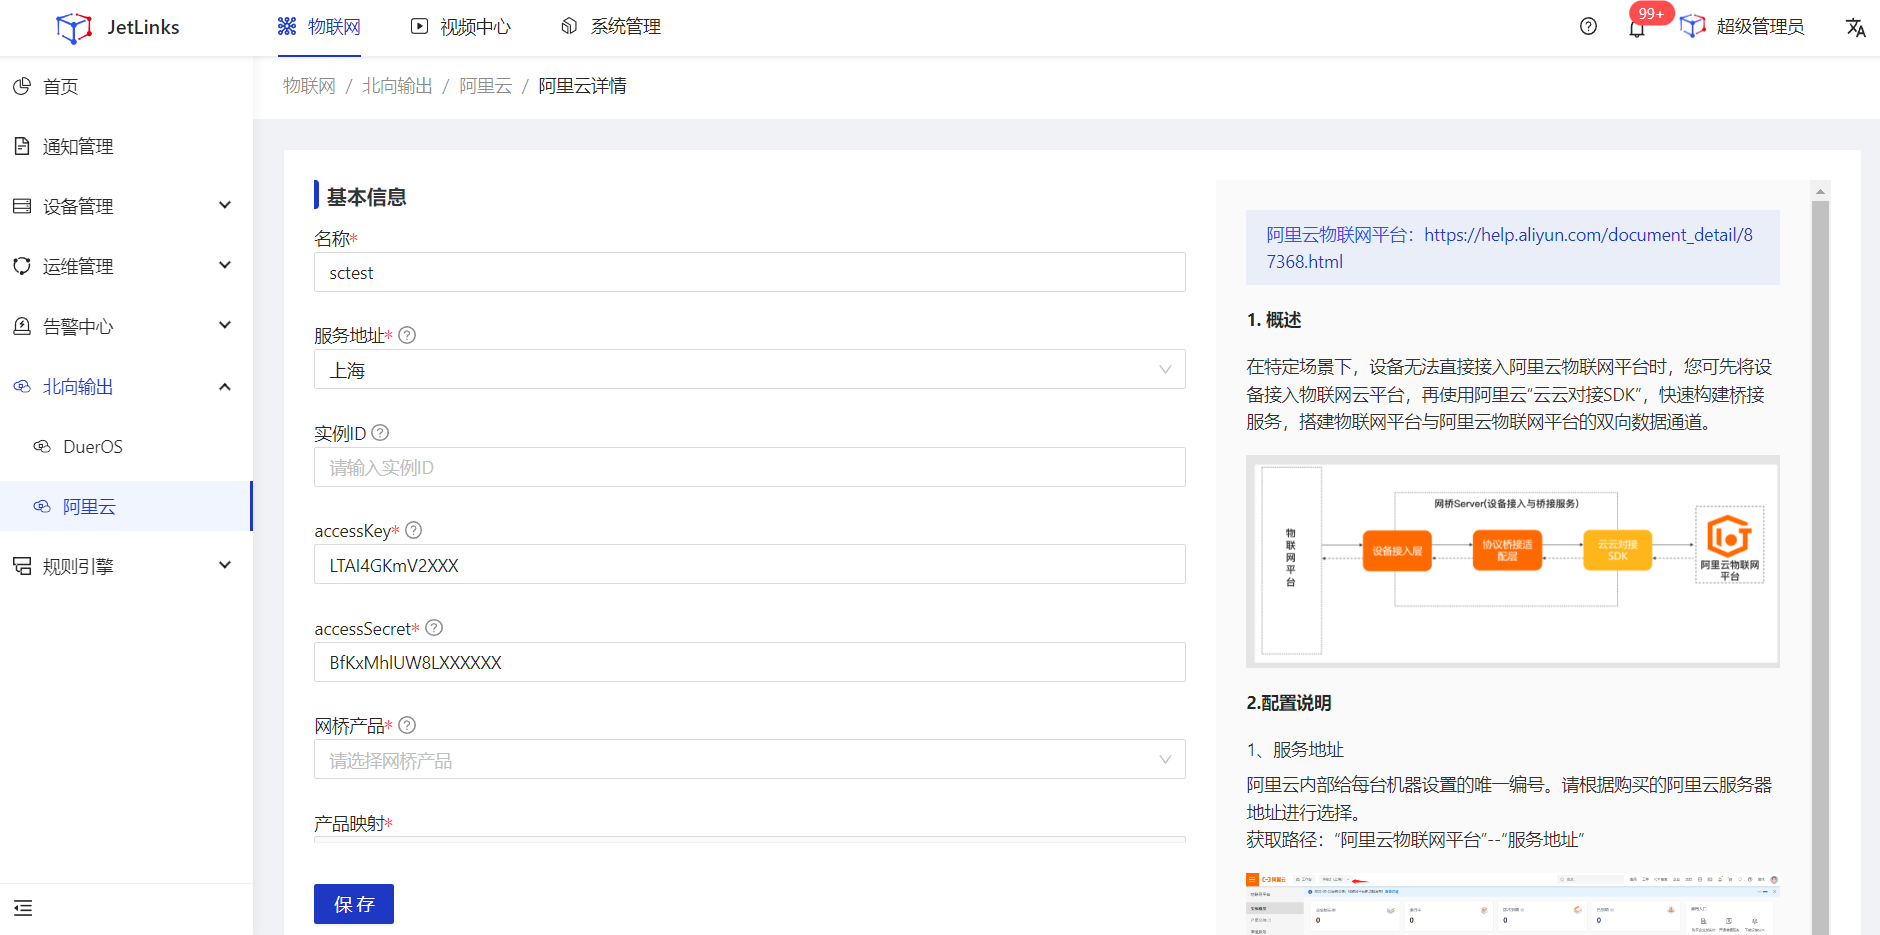 JetLinks
物联网
视频中心
系统管理
99+
超级管理员
首页
通知管理
设备管理
运维管理
告警中心
北向输出
DuerOS
阿里云
规则引擎
物联网 / 北向输出 / 阿里云 / 阿里云详情
基本信息
名称*
sctest
服务地址*
上海
实例ID
请输入实例ID
accessKey*
LTAI4GKmV2XXX
accessSecret*
BfKxMhlUW8LXXXXXX
网桥产品*
请选择网桥产品
产品映射*
保存
阿里云物联网平台：https://help.aliyun.com/document_detail/8
7368.html
1. 概述
在特定场景下，设备无法直接接入阿里云物联网平台时，您可先将设
备接入物联网云平台，再使用阿里云“云云对接SDK”，快速构建桥接
服务，搭建物联网平台与阿里云物联网平台的双向数据通道。
网桥Server(设备接入与桥接服务)
物联网平台
设备接入层
协议桥接适
配层
云云对接
SDK
阿里云物联网
平台
2.配置说明
1、服务地址
阿里云内部给每台机器设置的唯一编号。请根据购买的阿里云服务器
地址进行选择。
获取路径：“阿里云物联网平台”--“服务地址”